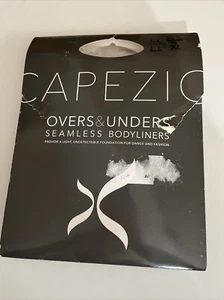 CAPEZIO
OVERS&UNDERS
SEAMLESS BODYLINERS
PROVIDE A LIGHT, UNDETECTABLE FOUNDATION FOR DANCE AND FASHION